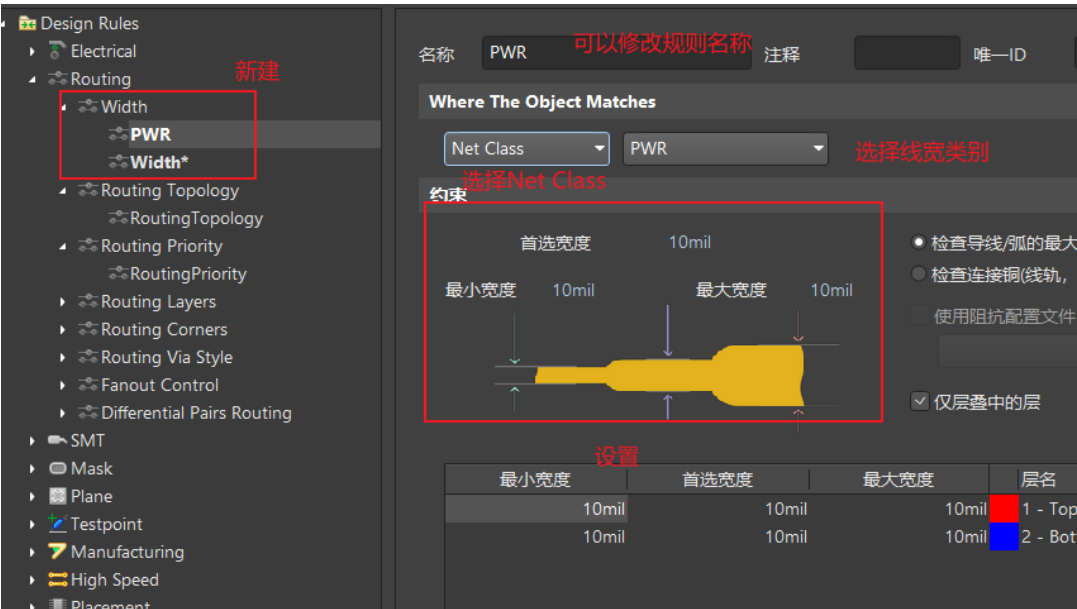 Design Rules
Electrical
新建
Routing
Width
PWR
Width*
Routing Topology
RoutingTopology
Routing Priority
RoutingPriority
Routing Layers
Routing Corners
Routing Via Style
Fanout Control
Differential Pairs Routing
SMT
Mask
Plane
Testpoint
Manufacturing
High Speed
Placement
名称 PWR 可以修改规则名称 注释 唯一ID
Where The Object Matches
Net Class PWR 选择线宽类别
选择Net Class
约束
首选宽度 10mil
最小宽度 10mil 最大宽度 10mil
检查导线/弧的最大
检查连接铜(线轨,
使用阻抗配置文件
仅层叠中的层
设置
最小宽度 首选宽度 最大宽度 层名
10mil 10mil 10mil 1 - Top
10mil 10mil 10mil 2 - Bot